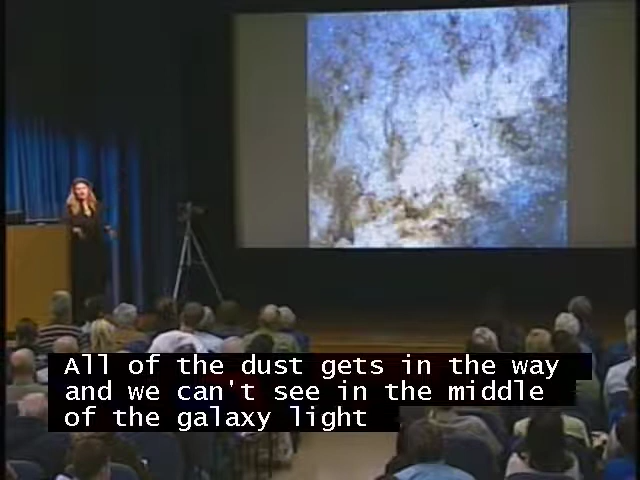 All of the dust gets in the way
and we can't see in the middle
of the galaxy light